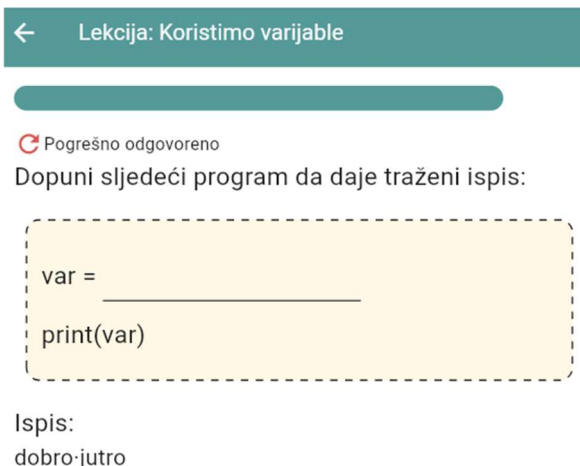 Lekcija: Koristimo varijable
Pogrešno odgovoreno
Dopuni sljedeći program da daje traženi ispis:
var =
print(var)
Ispis:
dobro·jutro